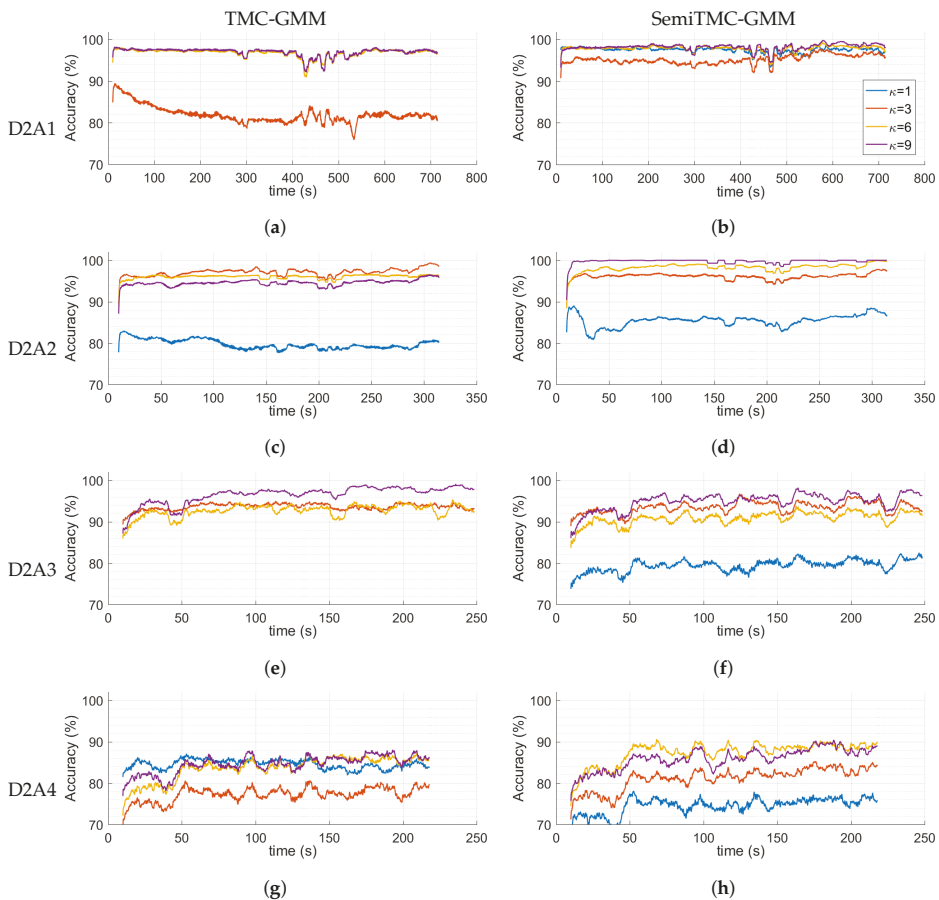 TMC-GMM SemiTMC-GMM
D2A1
Accuracy (%)
100
90
80
70
0 100 200 300 400 500 600 700 800
time (s)
(a)
Accuracy (%)
100
90
80
70
0 100 200 300 400 500 600 700 800
time (s)
κ=1
κ=3
κ=6
κ=9
(b)
D2A2
Accuracy (%)
100
90
80
70
0 50 100 150 200 250 300 350
time (s)
(c)
Accuracy (%)
100
90
80
70
0 50 100 150 200 250 300 350
time (s)
(d)
D2A3
Accuracy (%)
100
90
80
70
0 50 100 150 200 250
time (s)
(e)
Accuracy (%)
100
90
80
70
0 50 100 150 200 250
time (s)
(f)
D2A4
Accuracy (%)
100
90
80
70
0 50 100 150 200 250
time (s)
(g)
Accuracy (%)
100
90
80
70
0 50 100 150 200 250
time (s)
(h)